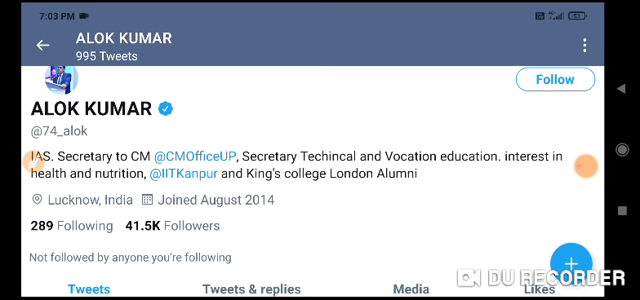 7:03 PM
ALOK KUMAR
995 Tweets
Follow
ALOK KUMAR
@74_alok
IAS. Secretary to CM @CMOfficeUP, Secretary Techincal and Vocation education. interest in
health and nutrition, @IITKanpur and King's college London Alumni
Lucknow, India Joined August 2014
289 Following 41.5K Followers
Not followed by anyone you're following
Tweets Tweets & replies Media Likes
DU RECORDER